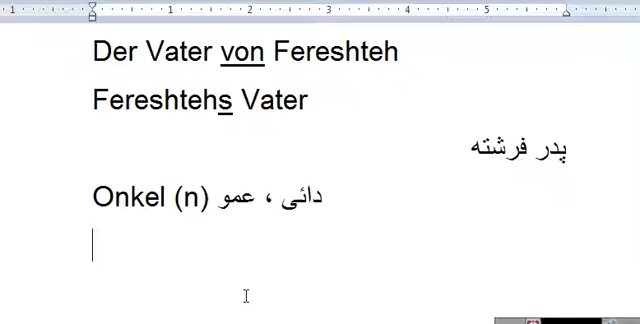 Der Vater von Fereshteh
Fereshtehs Vater
پدر فرشته
Onkel (n) دائی ، عمو